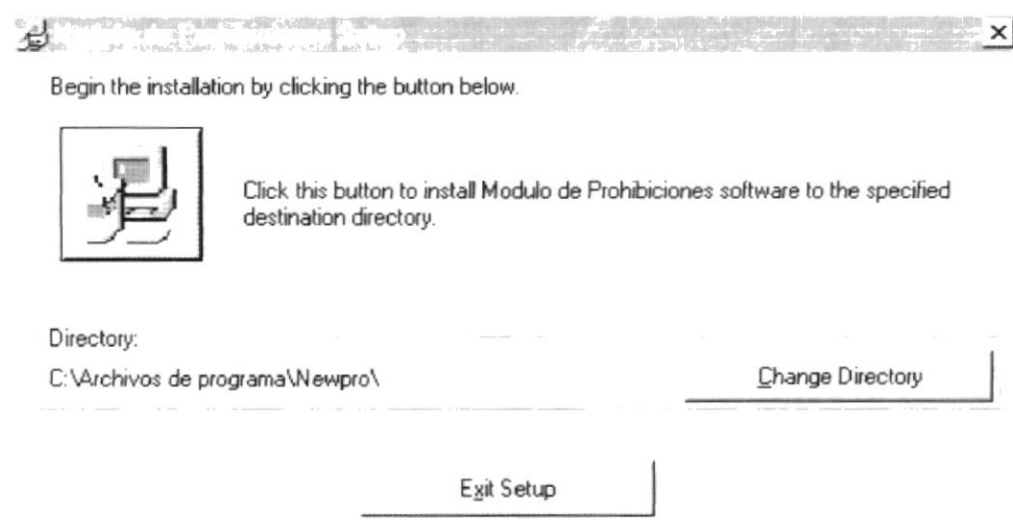 Begin the installation by clicking the button below.
Click this button to install Modulo de Prohibiciones software to the specified
destination directory.
Directory:
C:\Archivos de programa\Newpro\
Change Directory
Exit Setup